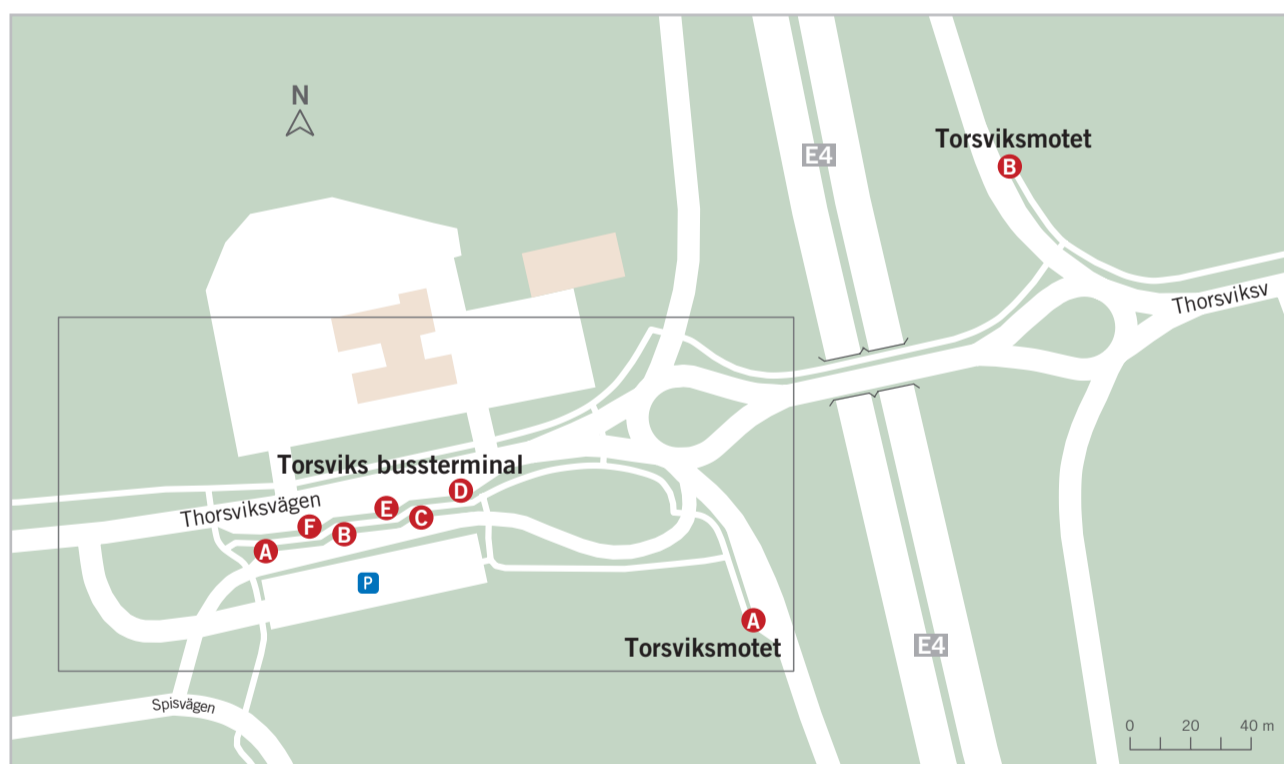 N
Torsviksmotet
E4
B
Thorsviksv
Torsviks bussterminal
D
Thorsviksvägen
E
C
F
B
A
P
A
Torsviksmotet
E4
Spisvägen
0 20 40 m